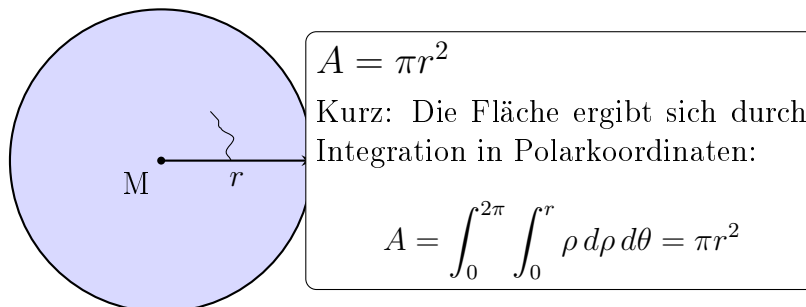 M
r
A = πr²
Kurz: Die Fläche ergibt sich durch
Integration in Polarkoordinaten:
A = ∫₀^{2π} ∫₀^{r} ρ dρ dθ = πr²